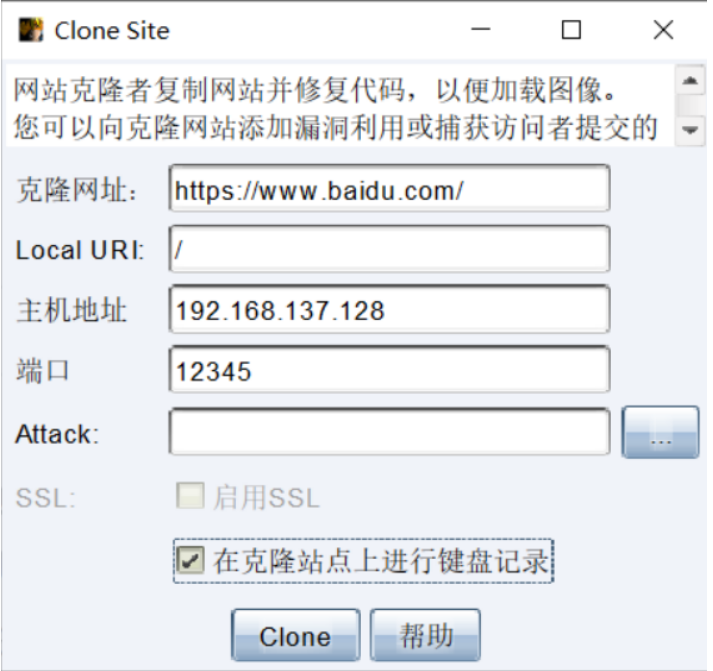 Clone Site
网站克隆者复制网站并修复代码，以便加载图像。
您可以向克隆网站添加漏洞利用或捕获访问者提交的
克隆网址： https://www.baidu.com/
Local URI: /
主机地址 192.168.137.128
端口 12345
Attack: ...
SSL: 启用SSL
在克隆站点上进行键盘记录
Clone 帮助